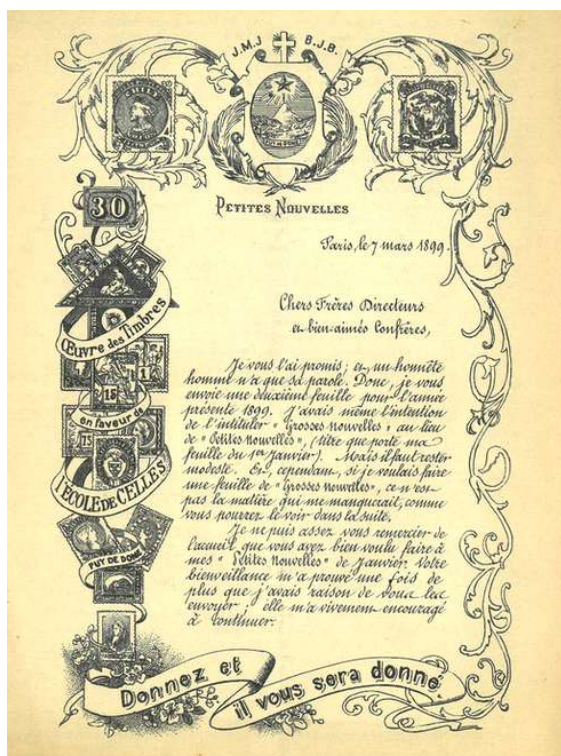 J.M.J B.J.B.
CHILE
PETITES NOUVELLES
30
Paris, le 7 mars 1899.
Chers Frères Directeurs
et bien-aimés Confrères,
Œuvre des Timbres
15
1
en faveur de
75
l'ÉCOLE DE CELLES
PUY DE DOME
Je vous l'ai promis; et, un honnête
homme n'a que sa parole. Donc, je vous
envoie une deuxième feuille pour l'année
présente 1899. J'avais même l'intention
de l'intituler "Grosses nouvelles" au lieu
de "Petites nouvelles", (titre que porte ma
feuille du 1er Janvier). Mais il faut rester
modeste. Et, cependant, si je voulais faire
une feuille de "Grosses nouvelles", ce n'est
pas la matière qui me manquerait, comme
vous pourrez le voir dans la suite.
Je ne puis assez vous remercier de
l'accueil que vous avez bien voulu faire à
mes "Petites Nouvelles" de Janvier. Votre
bienveillance m'a prouvé une fois de
plus que j'avais raison de vous les
envoyer; elle m'a vivement encouragé
à continuer.
Donnez et
il vous sera donné